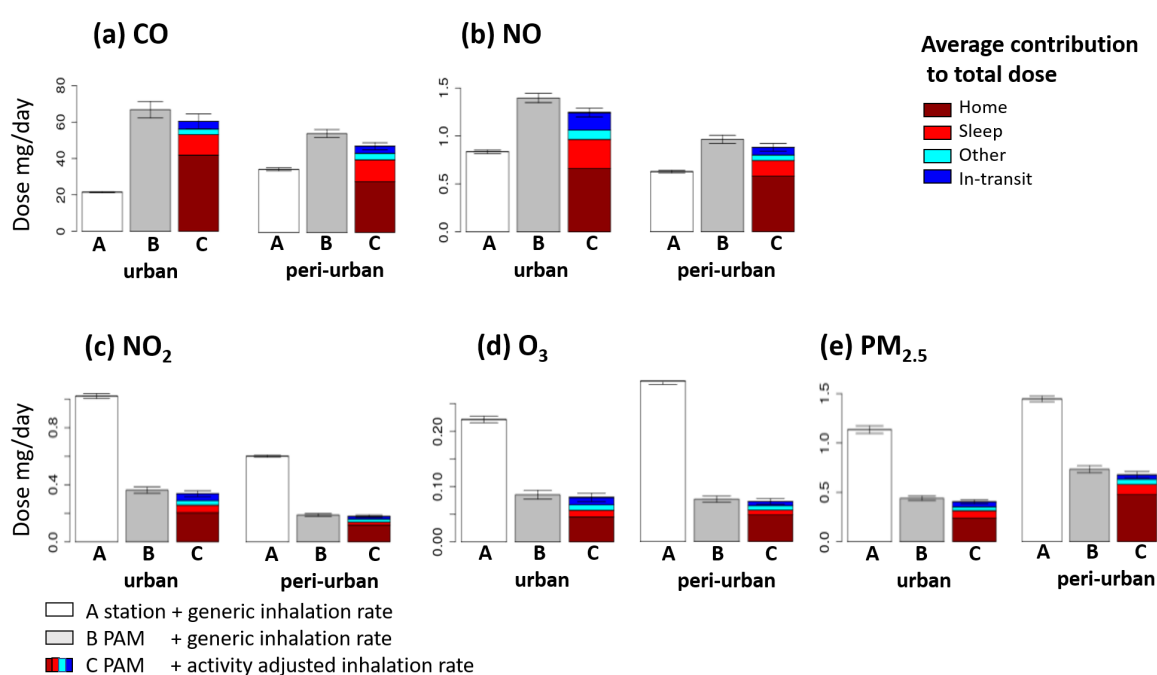 (a) CO
(b) NO
Average contribution
to total dose
Home
Sleep
Other
In-transit
Dose mg/day
0 20 40 60 80
A B C
urban
A B C
peri-urban
0.0 0.5 1.0 1.5
A B C
urban
A B C
peri-urban
(c) NO2
(d) O3
(e) PM2.5
Dose mg/day
0.0 0.4 0.8
A B C
urban
A B C
peri-urban
0.00 0.10 0.20
A B C
urban
A B C
peri-urban
0.0 0.5 1.0 1.5
A B C
urban
A B C
peri-urban
A station + generic inhalation rate
B PAM + generic inhalation rate
C PAM + activity adjusted inhalation rate